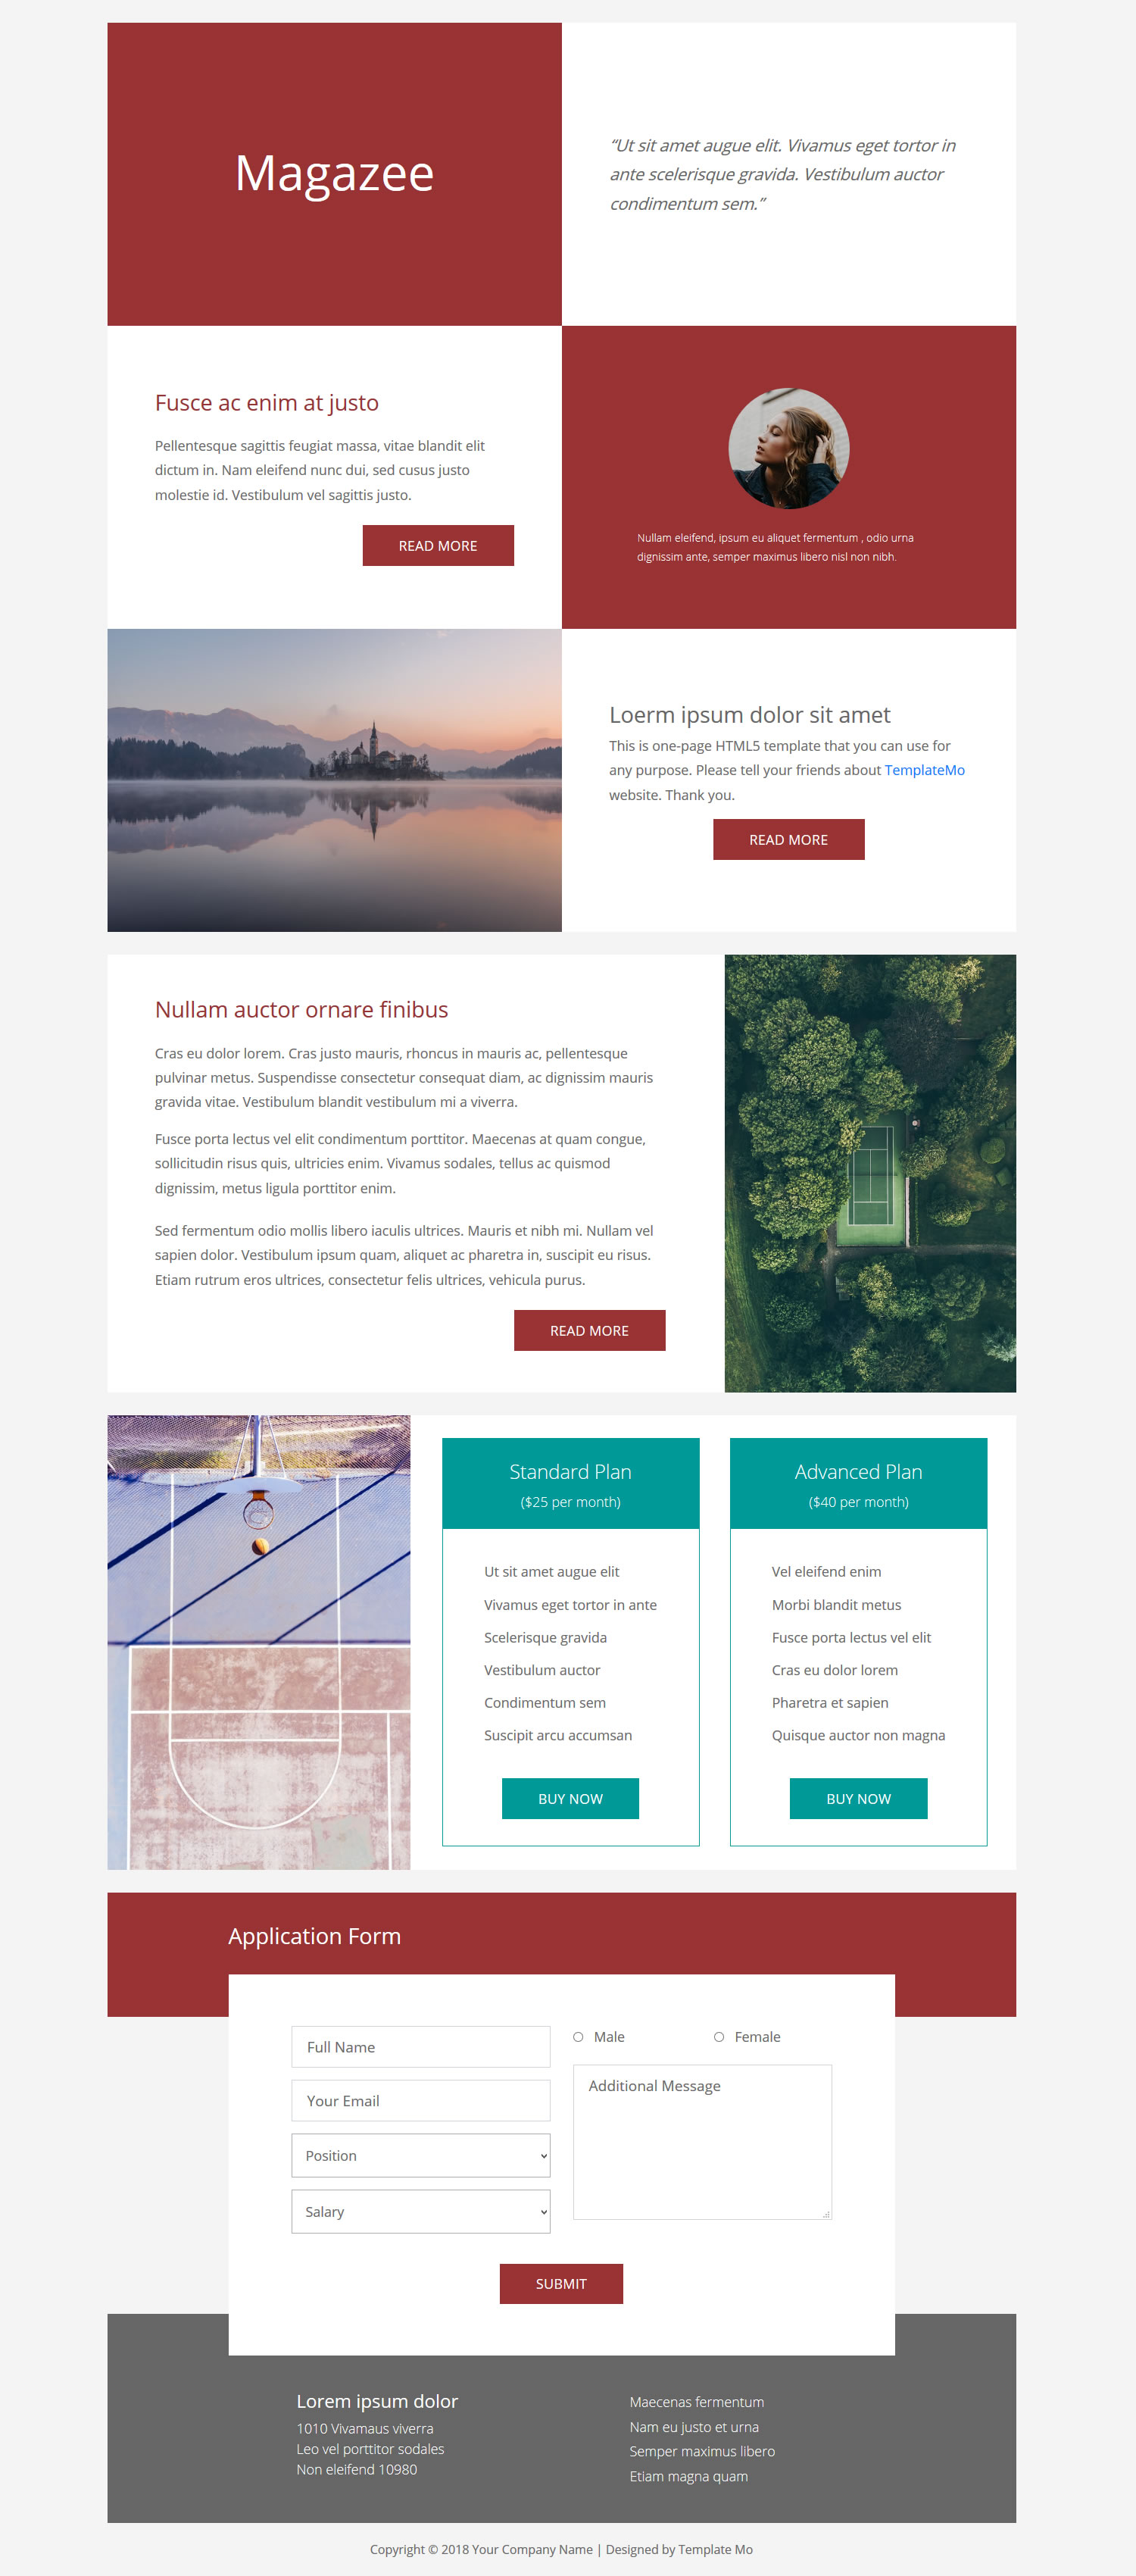 Magazee
“Ut sit amet augue elit. Vivamus eget tortor in
ante scelerisque gravida. Vestibulum auctor
condimentum sem.”
Fusce ac enim at justo
Pellentesque sagittis feugiat massa, vitae blandit elit
dictum in. Nam eleifend nunc dui, sed cusus justo
molestie id. Vestibulum vel sagittis justo.
READ MORE
Nullam eleifend, ipsum eu aliquet fermentum , odio urna
dignissim ante, semper maximus libero nisl non nibh.
Loerm ipsum dolor sit amet
This is one-page HTML5 template that you can use for
any purpose. Please tell your friends about TemplateMo
website. Thank you.
READ MORE
Nullam auctor ornare finibus
Cras eu dolor lorem. Cras justo mauris, rhoncus in mauris ac, pellentesque
pulvinar metus. Suspendisse consectetur consequat diam, ac dignissim mauris
gravida vitae. Vestibulum blandit vestibulum mi a viverra.
Fusce porta lectus vel elit condimentum porttitor. Maecenas at quam congue,
sollicitudin risus quis, ultricies enim. Vivamus sodales, tellus ac quismod
dignissim, metus ligula porttitor enim.
Sed fermentum odio mollis libero iaculis ultrices. Mauris et nibh mi. Nullam vel
sapien dolor. Vestibulum ipsum quam, aliquet ac pharetra in, suscipit eu risus.
Etiam rutrum eros ultrices, consectetur felis ultrices, vehicula purus.
READ MORE
Standard Plan
($25 per month)
Ut sit amet augue elit
Vivamus eget tortor in ante
Scelerisque gravida
Vestibulum auctor
Condimentum sem
Suscipit arcu accumsan
BUY NOW
Advanced Plan
($40 per month)
Vel eleifend enim
Morbi blandit metus
Fusce porta lectus vel elit
Cras eu dolor lorem
Pharetra et sapien
Quisque auctor non magna
BUY NOW
Application Form
Full Name
Your Email
Position
Salary
Male
Female
Additional Message
SUBMIT
Lorem ipsum dolor
1010 Vivamaus viverra
Leo vel porttitor sodales
Non eleifend 10980
Maecenas fermentum
Nam eu justo et urna
Semper maximus libero
Etiam magna quam
Copyright © 2018 Your Company Name | Designed by Template Mo